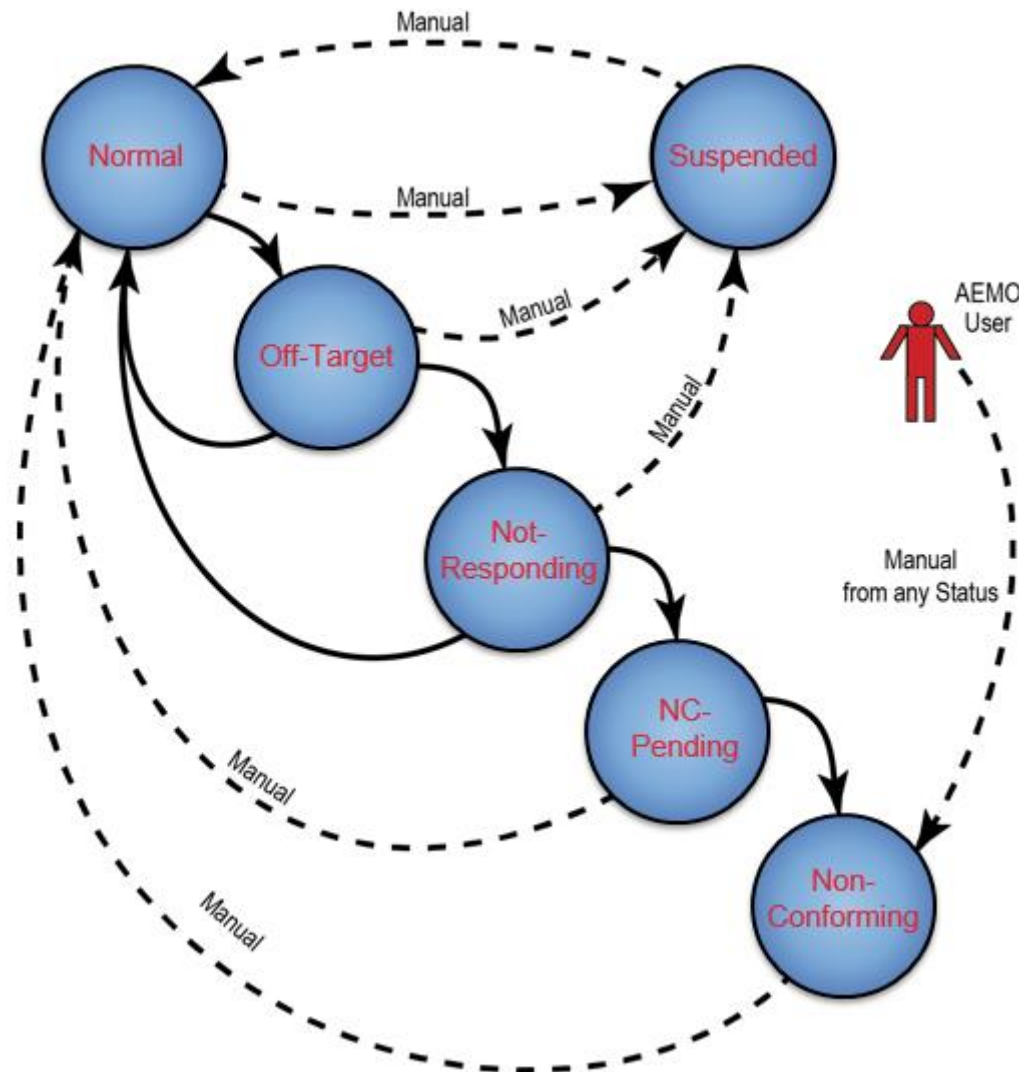 Manual
Normal
Suspended
Manual
Manual
AEMO
User
Off-Target
Manual
Not-
Responding
Manual
from any Status
NC-
Pending
Manual
Non-
Conforming
Manual